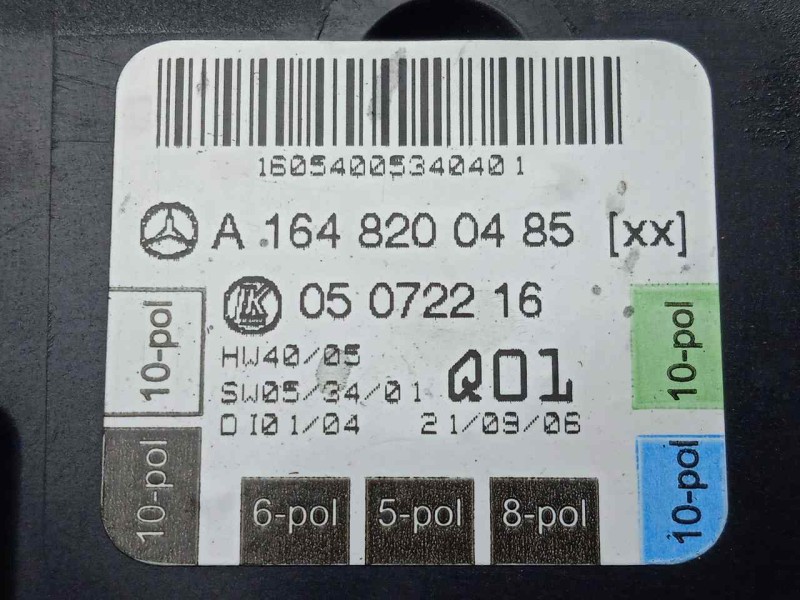 16054005340401
A 164 820 04 85 [xx]
05 0722 16
HW40/05
SW05/34/01 Q01
DI01/04 21/09/06
10-pol
10-pol
6-pol 5-pol 8-pol
10-pol
10-pol